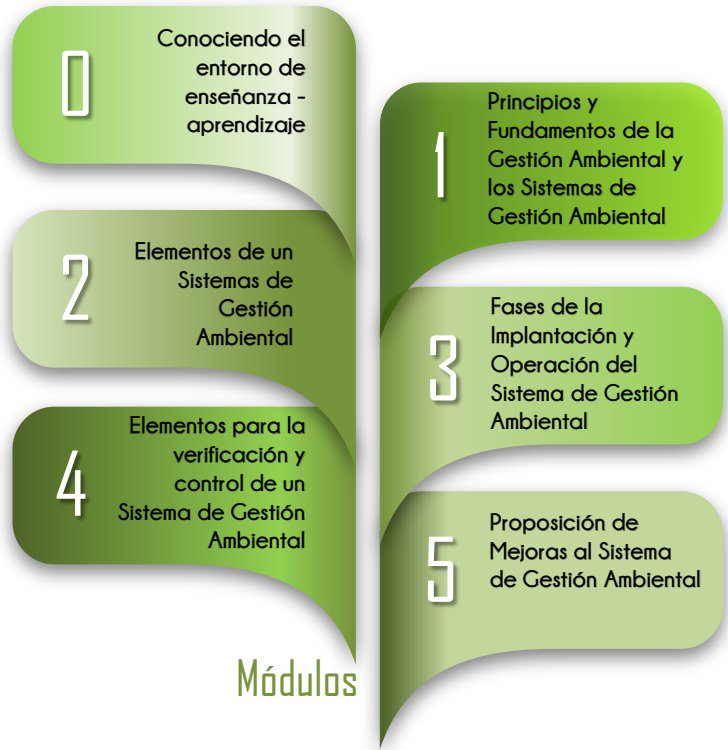 0
Conociendo el
entorno de
enseñanza -
aprendizaje
1
Principios y
Fundamentos de la
Gestión Ambiental y
los Sistemas de
Gestión Ambiental
2
Elementos de un
Sistemas de
Gestión
Ambiental
3
Fases de la
Implantación y
Operación del
Sistema de Gestión
Ambiental
4
Elementos para la
verificación y
control de un
Sistema de Gestión
Ambiental
5
Proposición de
Mejoras al Sistema
de Gestión Ambiental
Módulos